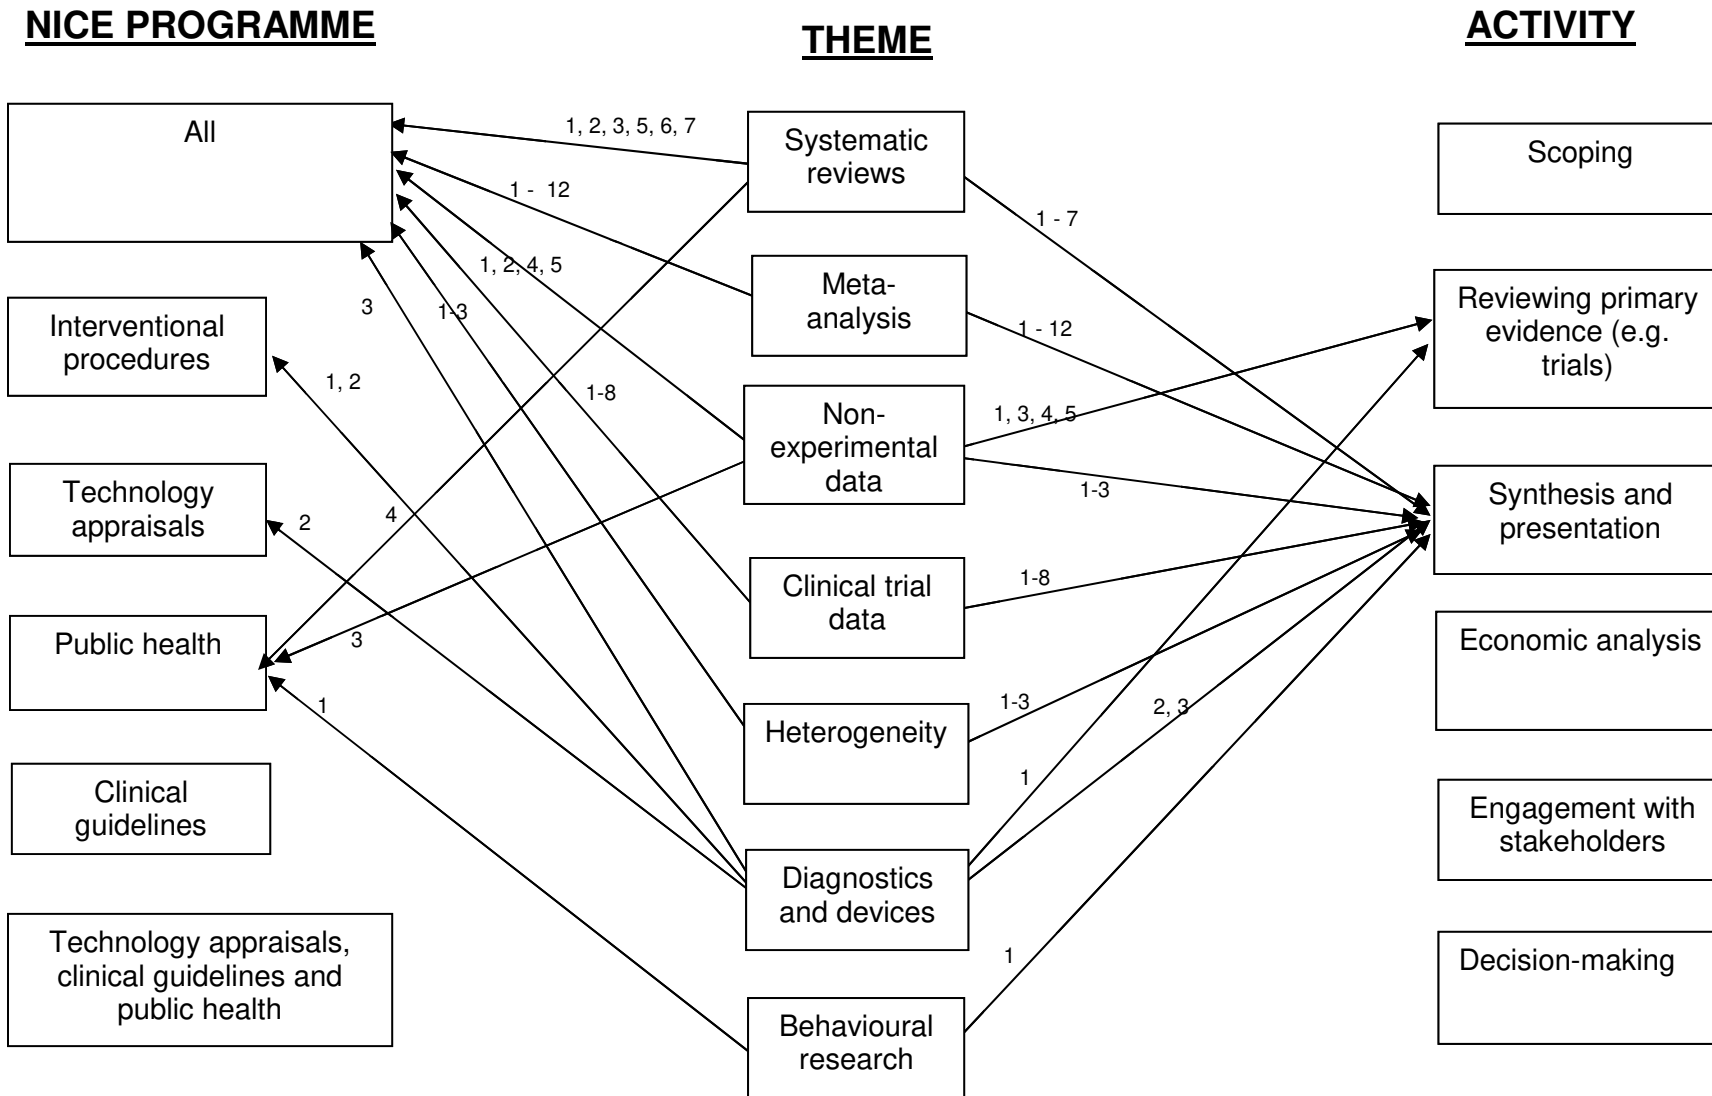 NICE PROGRAMME
THEME
ACTIVITY
All
Interventional
procedures
Technology
appraisals
Public health
Clinical
guidelines
Technology appraisals,
clinical guidelines and
public health
1, 2, 3, 5, 6, 7
1 - 12
1, 2, 4, 5
3
1-3
1, 2
1-8
2
4
3
1
Systematic
reviews
Meta-
analysis
Non-
experimental
data
Clinical trial
data
Heterogeneity
Diagnostics
and devices
Behavioural
research
1 - 7
1 - 12
1, 3, 4, 5
1-3
1-8
1-3
2, 3
1
1
Scoping
Reviewing primary
evidence (e.g.
trials)
Synthesis and
presentation
Economic analysis
Engagement with
stakeholders
Decision-making